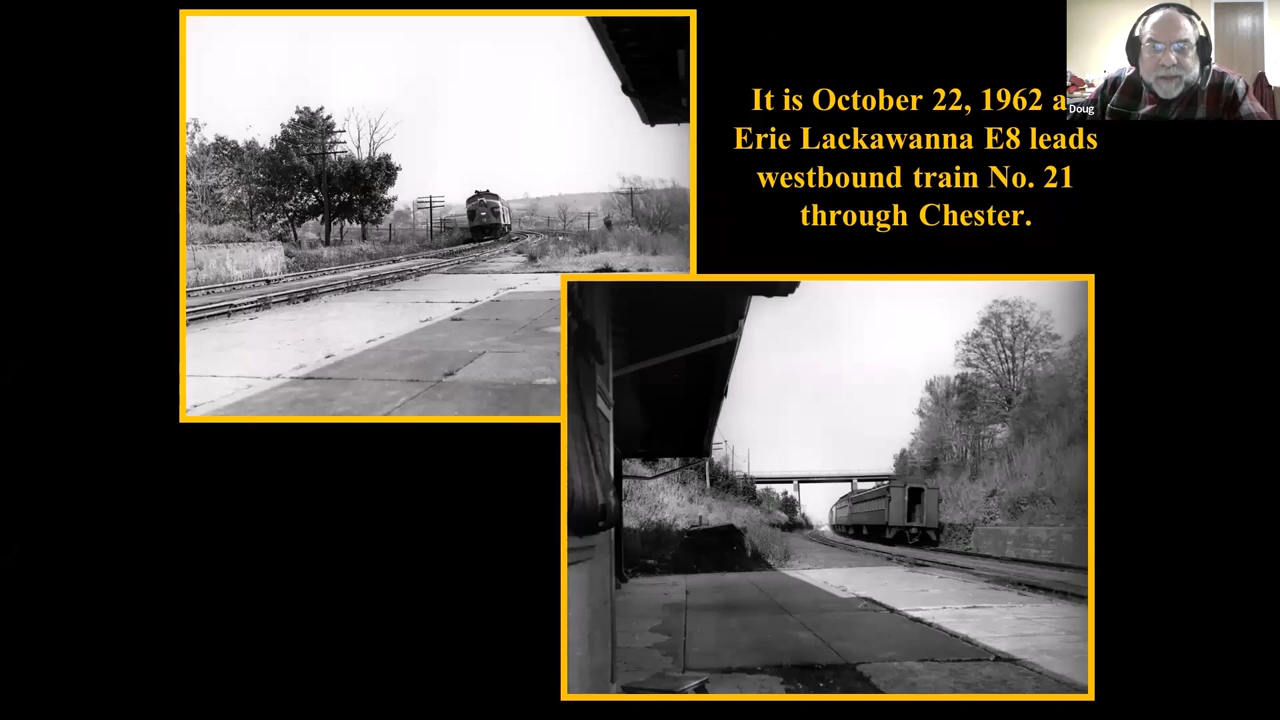 It is October 22, 1962 a
Erie Lackawanna E8 leads
westbound train No. 21
through Chester.
Doug